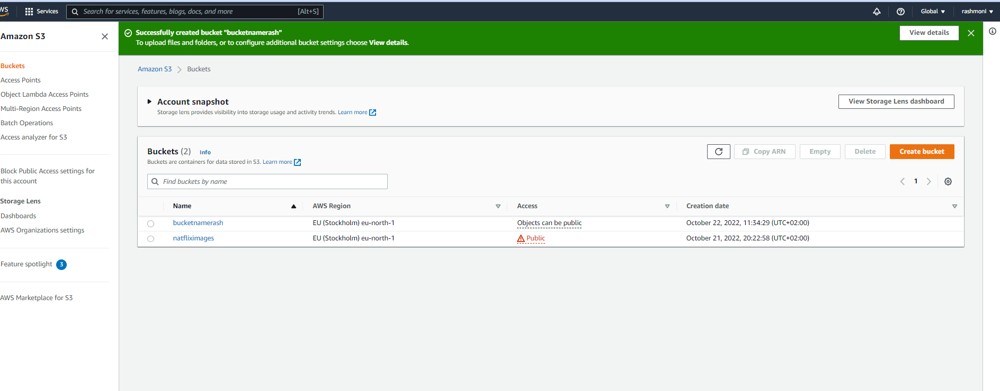 Services
Search for services, features, blogs, docs, and more
[Alt+S]
Global
rashmoni
Amazon S3
Buckets
Access Points
Object Lambda Access Points
Multi-Region Access Points
Batch Operations
Access analyzer for S3
Block Public Access settings for
this account
Storage Lens
Dashboards
AWS Organizations settings
Feature spotlight 3
AWS Marketplace for S3
Successfully created bucket "bucketnamerash"
To upload files and folders, or to configure additional bucket settings choose View details.
View details
Amazon S3 Buckets
Account snapshot
Storage lens provides visibility into storage usage and activity trends. Learn more
View Storage Lens dashboard
Buckets (2) Info
Buckets are containers for data stored in S3. Learn more
Copy ARN Empty Delete Create bucket
Find buckets by name
1
Name AWS Region Access Creation date
bucketnamerash EU (Stockholm) eu-north-1 Objects can be public October 22, 2022, 11:34:29 (UTC+02:00)
natfliximages EU (Stockholm) eu-north-1 Public October 21, 2022, 20:22:58 (UTC+02:00)